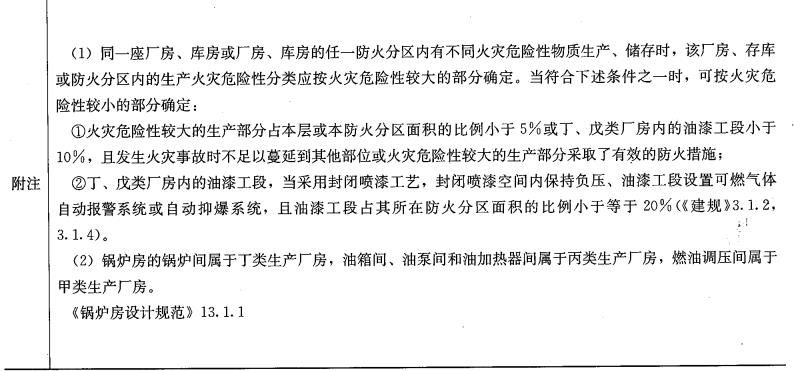 (1) 同一座厂房、库房或厂房、库房的任一防火分区内有不同火灾危险性物质生产、储存时，该厂房、存库
或防火分区内的生产火灾危险性分类应按火灾危险性较大的部分确定。当符合下述条件之一时，可按火灾危
险性较小的部分确定：
①火灾危险性较大的生产部分占本层或本防火分区面积的比例小于 5%或丁、戊类厂房内的油漆工段小于
10%，且发生火灾事故时不足以蔓延到其他部位或火灾危险性较大的生产部分采取了有效的防火措施；
附注
②丁、戊类厂房内的油漆工段，当采用封闭喷漆工艺，封闭喷漆空间内保持负压、油漆工段设置可燃气体
自动报警系统或自动抑爆系统，且油漆工段占其所在防火分区面积的比例小于等于 20%(《建规》3.1.2，
3.1.4)。
(2) 锅炉房的锅炉间属于丁类生产厂房，油箱间、油泵间和油加热器间属于丙类生产厂房，燃油调压间属于
甲类生产厂房。
《锅炉房设计规范》13.1.1